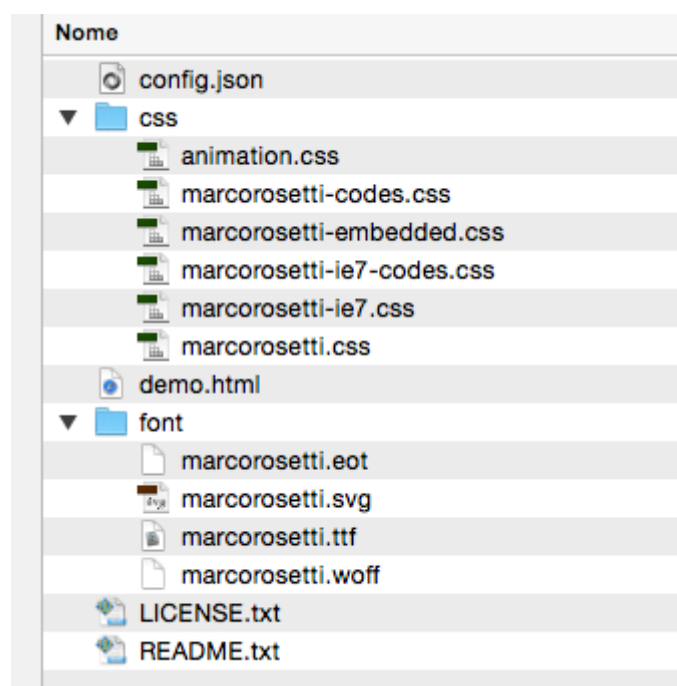 Nome
config.json
css
animation.css
marcorosetti-codes.css
marcorosetti-embedded.css
marcorosetti-ie7-codes.css
marcorosetti-ie7.css
marcorosetti.css
demo.html
font
marcorosetti.eot
marcorosetti.svg
marcorosetti.ttf
marcorosetti.woff
LICENSE.txt
README.txt